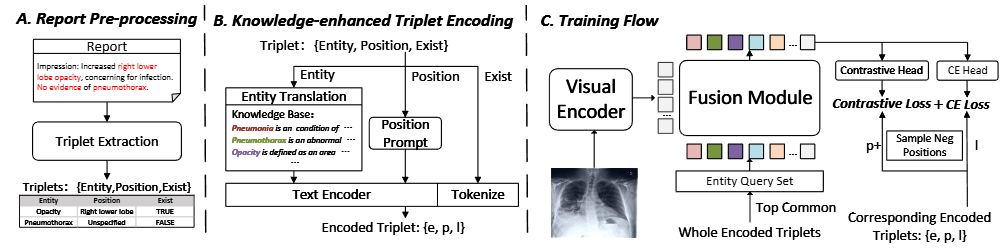 A. Report Pre-processing
Report
Impression: Increased right lower
lobe opacity, concerning for infection.
No evidence of pneumothorax.
Triplet Extraction
Triplets: {Entity,Position,Exist}
Entity Position Exist
Opacity Right lower lobe TRUE
Pneumothorax Unspecified FALSE
B. Knowledge-enhanced Triplet Encoding
Triplet: {Entity, Position, Exist}
Entity
Position
Exist
Entity Translation
Knowledge Base:
Pneumonia is an condition of ...
Pneumothorax is an abnormal ...
Opacity is defined as an area ...
...
Position
Prompt
Text Encoder
Tokenize
Encoded Triplet: {e, p, l}
C. Training Flow
Visual
Encoder
...
Fusion Module
...
...
Entity Query Set
Top Common
Whole Encoded Triplets
Contrastive Head
CE Head
Contrastive Loss + CE Loss
p+
Sample Neg
Positions
l
Corresponding Encoded
Triplets: {e, p, l}